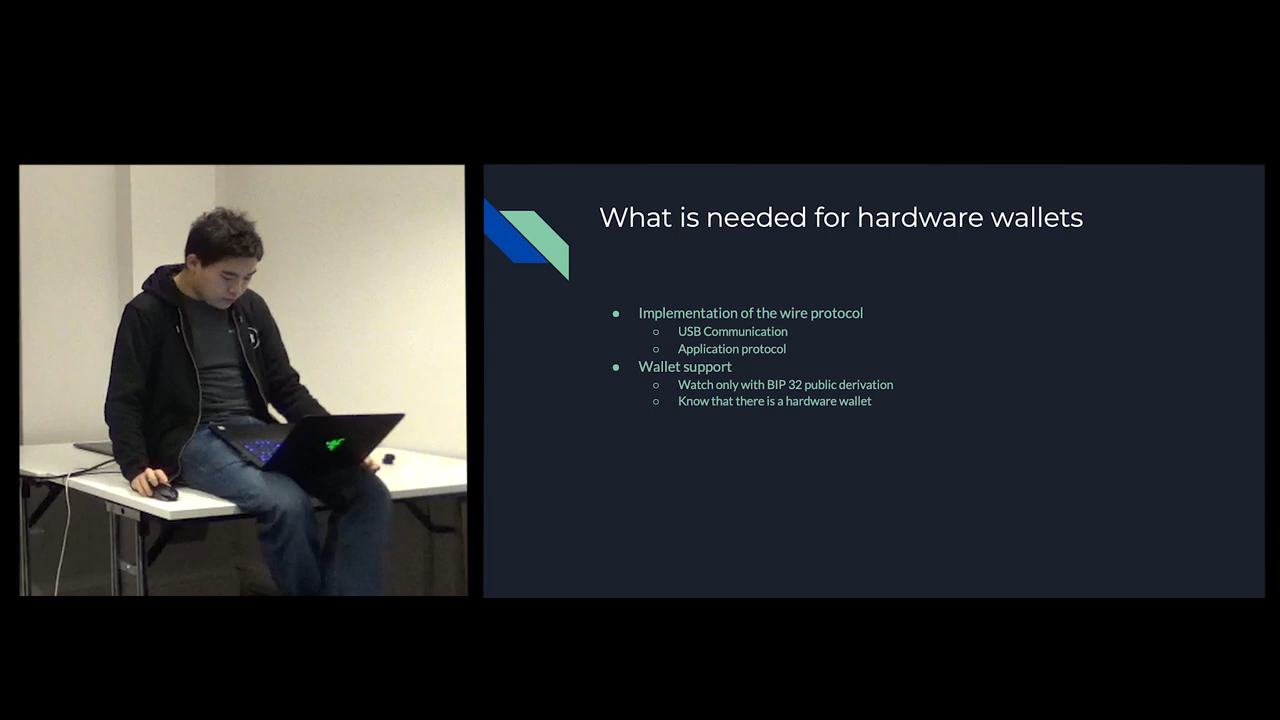 What is needed for hardware wallets
● Implementation of the wire protocol
○ USB Communication
○ Application protocol
● Wallet support
○ Watch only with BIP 32 public derivation
○ Know that there is a hardware wallet